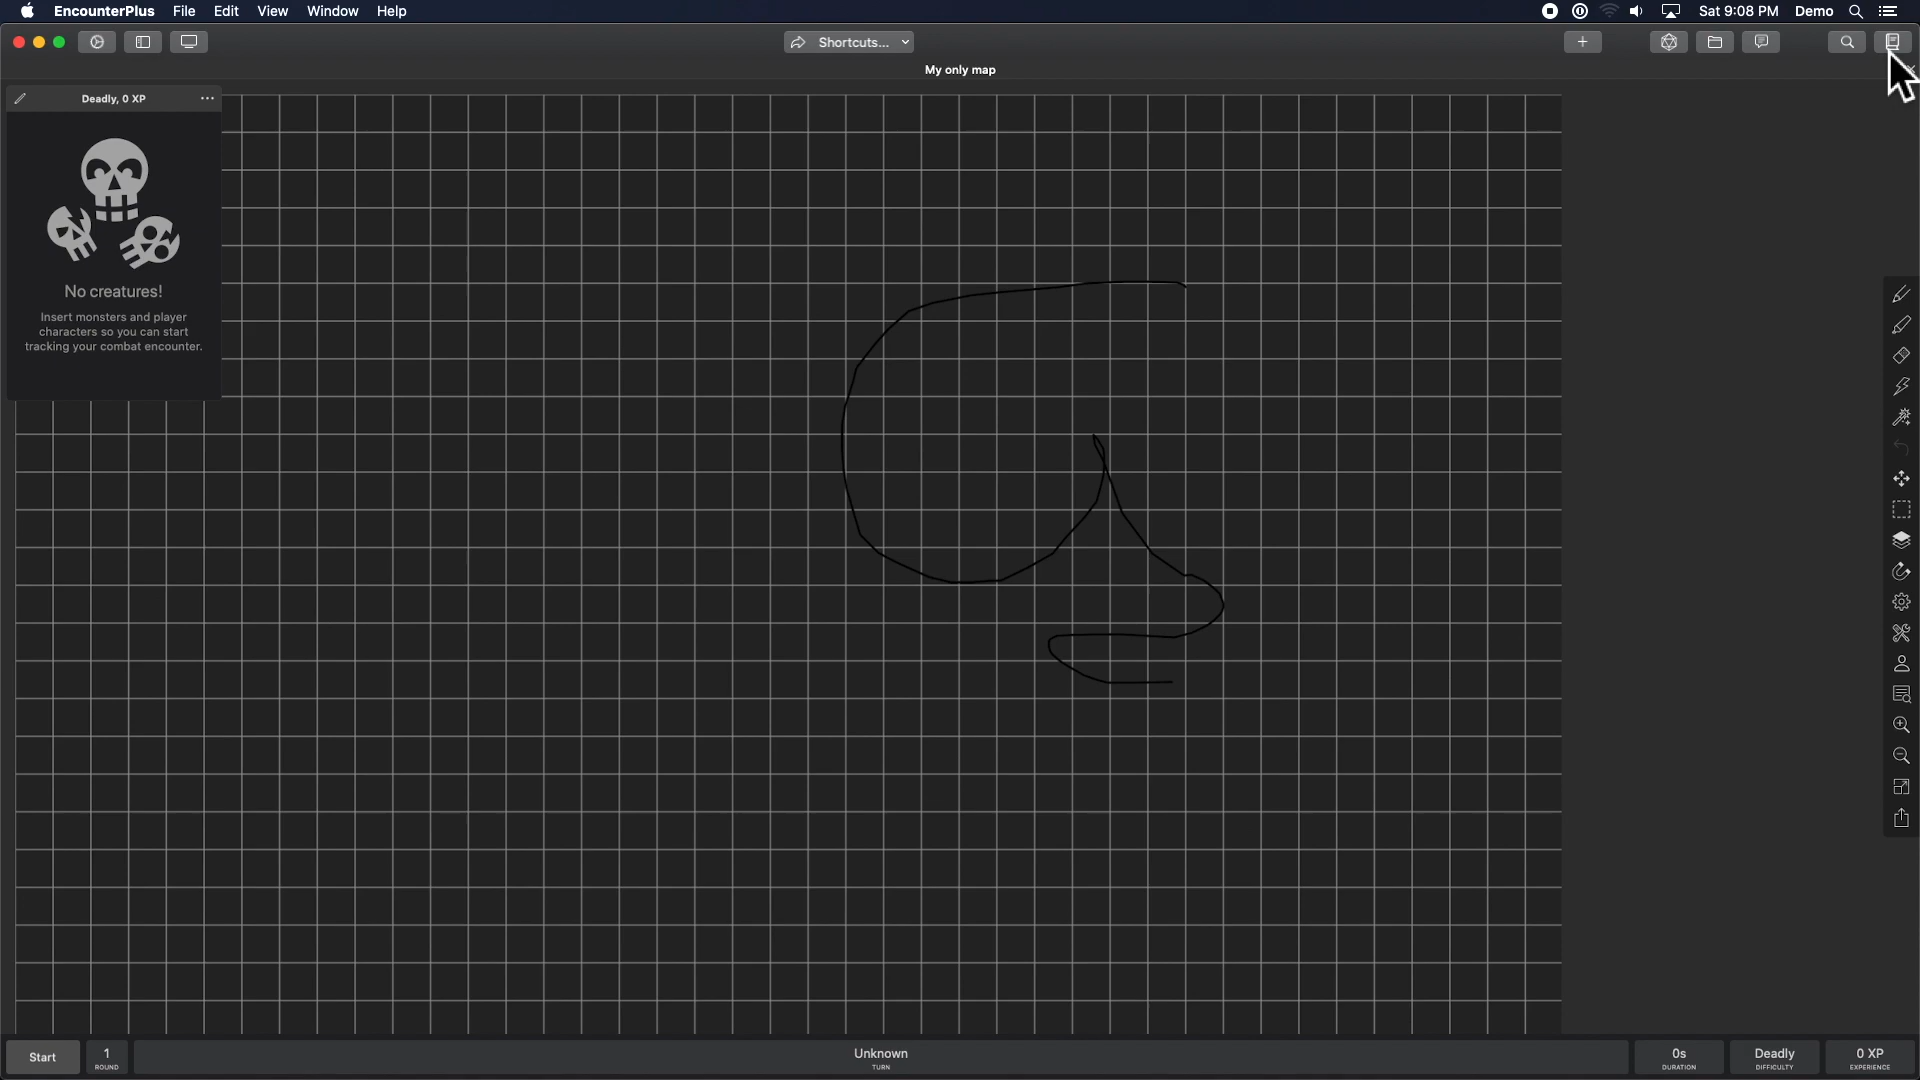 EncounterPlus File Edit View Window Help Sat 9:08 PM Demo
Shortcuts...
My only map
Deadly, 0 XP
No creatures!
Insert monsters and player
characters so you can start
tracking your combat encounter.
Start
1
ROUND
Unknown
TURN
0s
DURATION
Deadly
DIFFICULTY
0 XP
EXPERIENCE